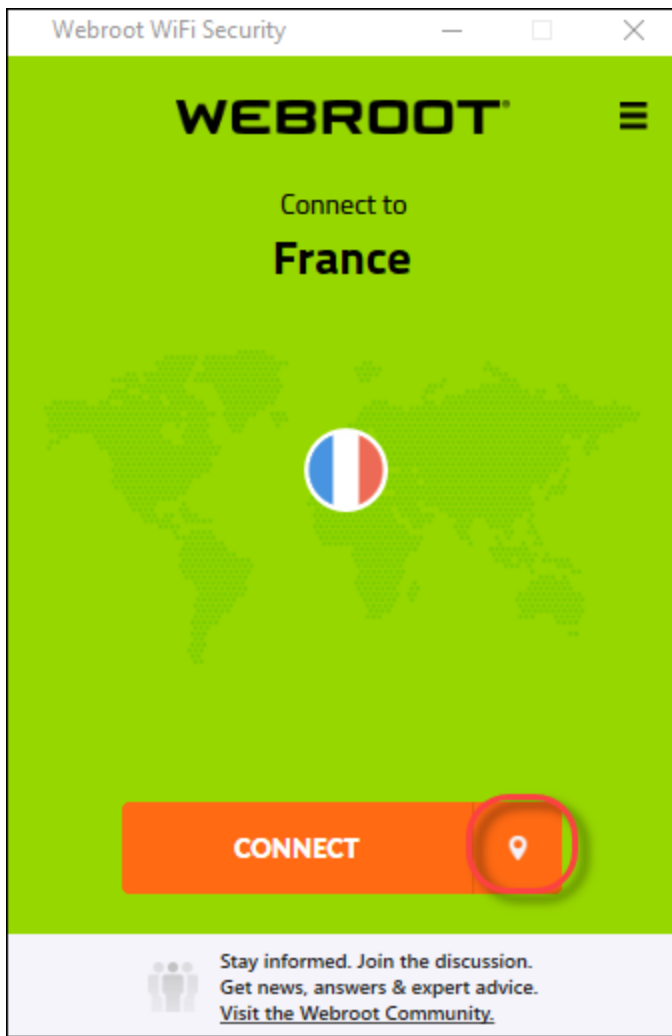 Webroot WiFi Security
WEBROOT®
Connect to
France
CONNECT
Stay informed. Join the discussion.
Get news, answers & expert advice.
Visit the Webroot Community.